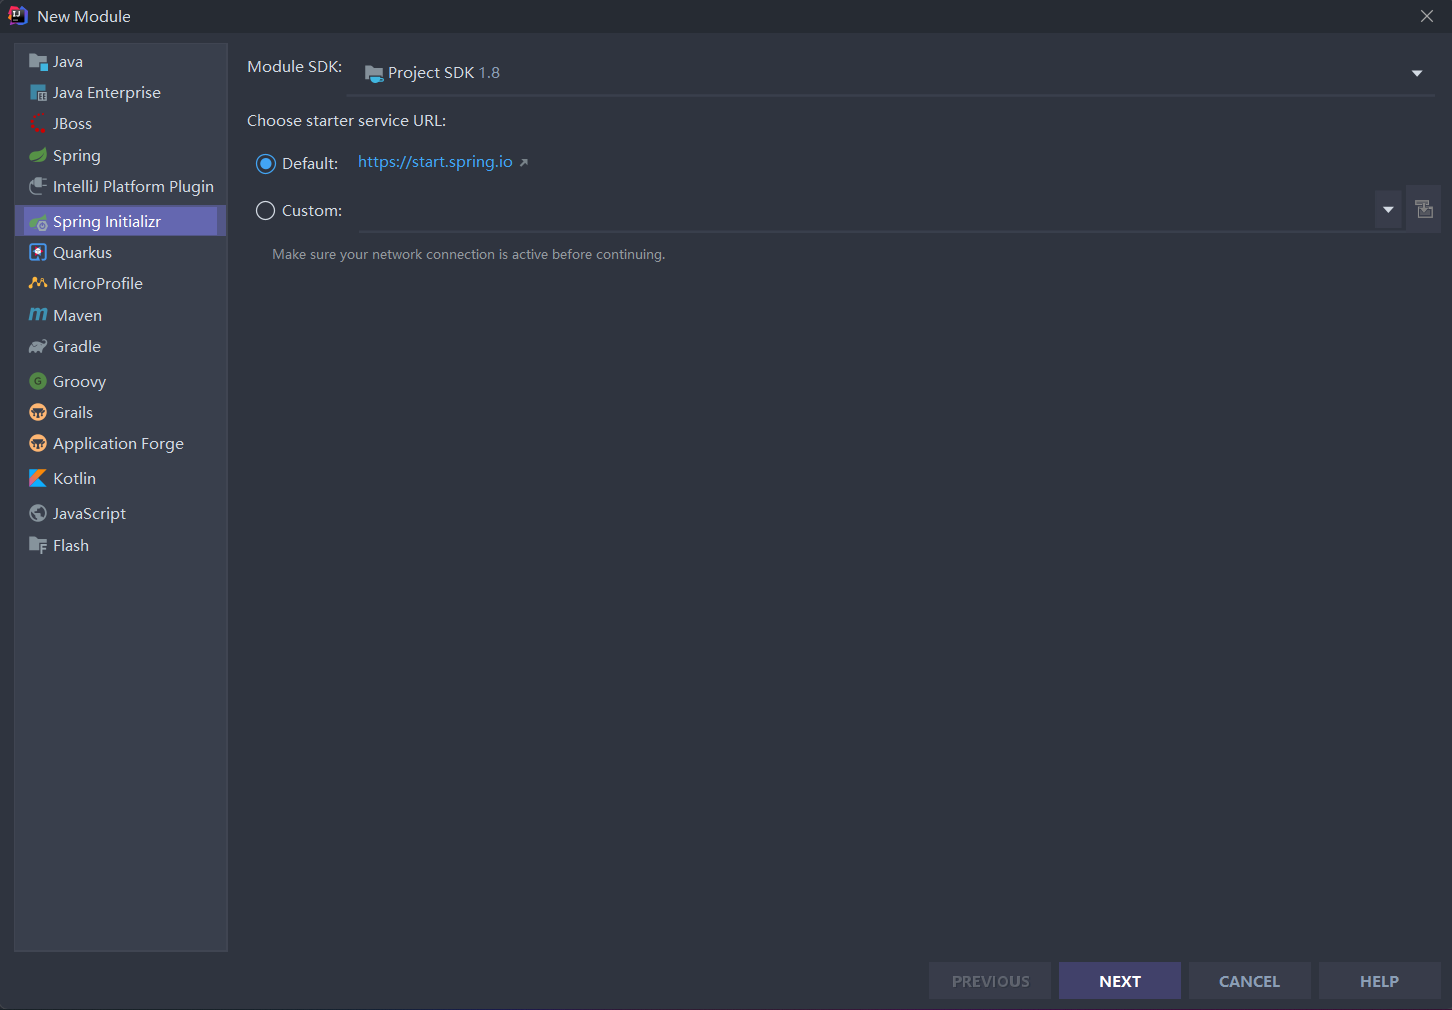 New Module
Java
Java Enterprise
JBoss
Spring
IntelliJ Platform Plugin
Spring Initializr
Quarkus
MicroProfile
Maven
Gradle
Groovy
Grails
Application Forge
Kotlin
JavaScript
Flash
Module SDK: Project SDK 1.8
Choose starter service URL:
Default: https://start.spring.io
Custom:
Make sure your network connection is active before continuing.
PREVIOUS NEXT CANCEL HELP